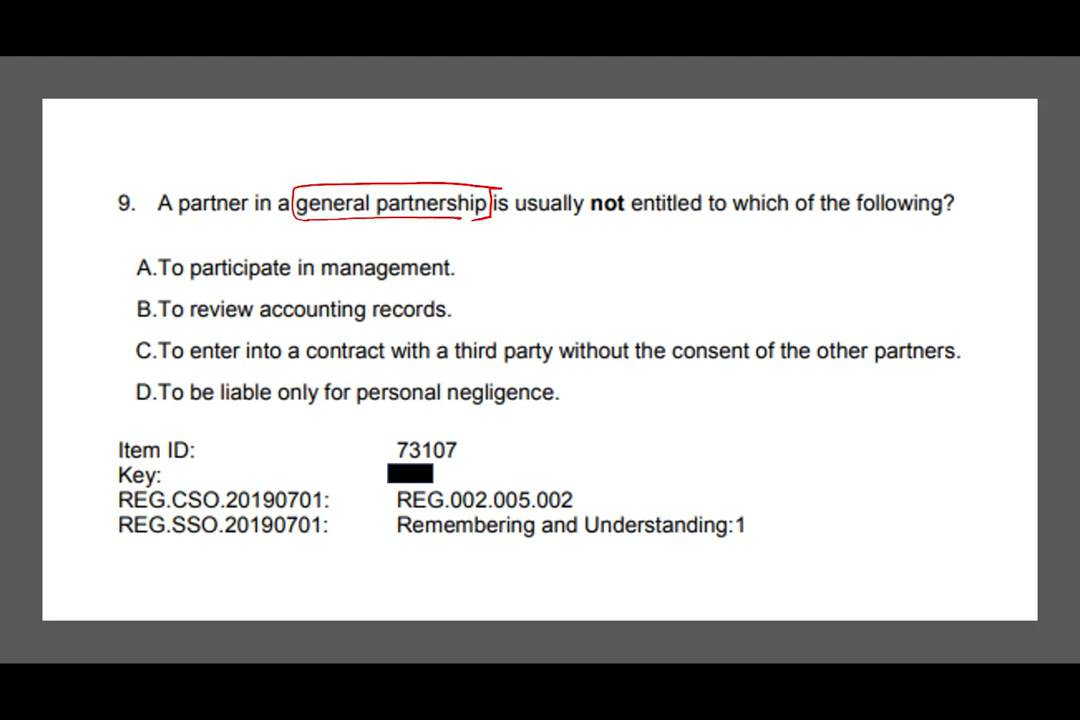 9. A partner in a general partnership is usually not entitled to which of the following?
A.To participate in management.
B.To review accounting records.
C.To enter into a contract with a third party without the consent of the other partners.
D.To be liable only for personal negligence.
Item ID: 73107
Key:
REG.CSO.20190701: REG.002.005.002
REG.SSO.20190701: Remembering and Understanding:1